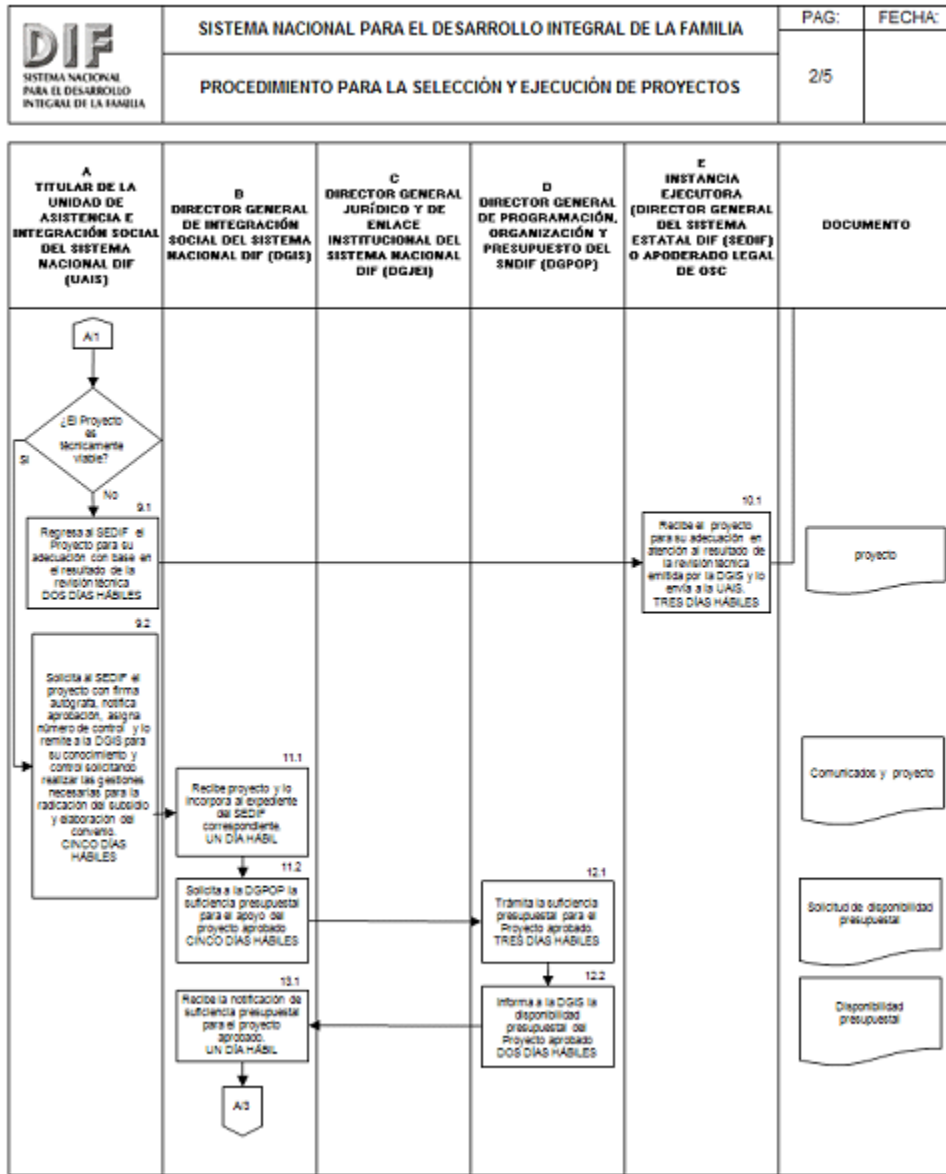 DIF
SISTEMA NACIONAL
PARA EL DESARROLLO
INTEGRAL DE LA FAMILIA
SISTEMA NACIONAL PARA EL DESARROLLO INTEGRAL DE LA FAMILIA
PROCEDIMIENTO PARA LA SELECCIÓN Y EJECUCIÓN DE PROYECTOS
PAG:
FECHA:
2/5
A
TITULAR DE LA
UNIDAD DE
ASISTENCIA E
INTEGRACIÓN SOCIAL
DEL SISTEMA
NACIONAL DIF
(UAIS)
B
DIRECTOR GENERAL
DE INTEGRACIÓN
SOCIAL DEL SISTEMA
NACIONAL DIF (DGIS)
C
DIRECTOR GENERAL
JURÍDICO Y DE
ENLACE
INSTITUCIONAL DEL
SISTEMA NACIONAL
DIF (DGJEI)
D
DIRECTOR GENERAL
DE PROGRAMACIÓN,
ORGANIZACIÓN Y
PRESUPUESTO DEL
SNDIF (DGPOP)
E
INSTANCIA
EJECUTORA
(DIRECTOR GENERAL
DEL SISTEMA
ESTATAL DIF (SEDIF)
O APODERADO LEGAL
DE OSC
DOCUMENTO
A/1
¿El Proyecto
es
técnicamente
viable?
SI
No
9.1
Regresa al SEDIF el
Proyecto para su
adecuación con base en
el resultado de la
revisión técnica
DOS DÍAS HÁBILES
10.1
Recibe el proyecto
para su adecuación en
atención al resultado de
la revisión técnica
emitida por la DGIS y lo
envía a la UAIS.
TRES DÍAS HÁBILES
proyecto
9.2
Solicita al SEDIF el
proyecto con firma
autógrafa, notifica
aprobación, asigna
número de control y lo
remite a la DGIS para
su conocimiento y
control solicitando
realizar las gestiones
necesarias para la
radicación del subsidio
y elaboración del
convenio.
CINCO DÍAS
HÁBILES
11.1
Recibe proyecto y lo
incorpora al expediente
del SEDIF
correspondiente.
UN DÍA HÁBIL
Comunicados y proyecto
11.2
Solicita a la DGPOP la
suficiencia presupuestal
para el apoyo del
proyecto aprobado
CINCO DÍAS HÁBILES
12.1
Trámita la suficiencia
presupuestal para el
Proyecto aprobado.
TRES DÍAS HÁBILES
Solicitud de disponibilidad
presupuestal
12.2
Informa a la DGIS la
disponibilidad
presupuestal del
Proyecto aprobado
DOS DÍAS HÁBILES
13.1
Recibe la notificación de
suficiencia presupuestal
para el proyecto
aprobado.
UN DÍA HÁBIL
Disponibilidad
presupuestal
A/3